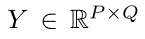 Y ∈ ℝ^{P×Q}